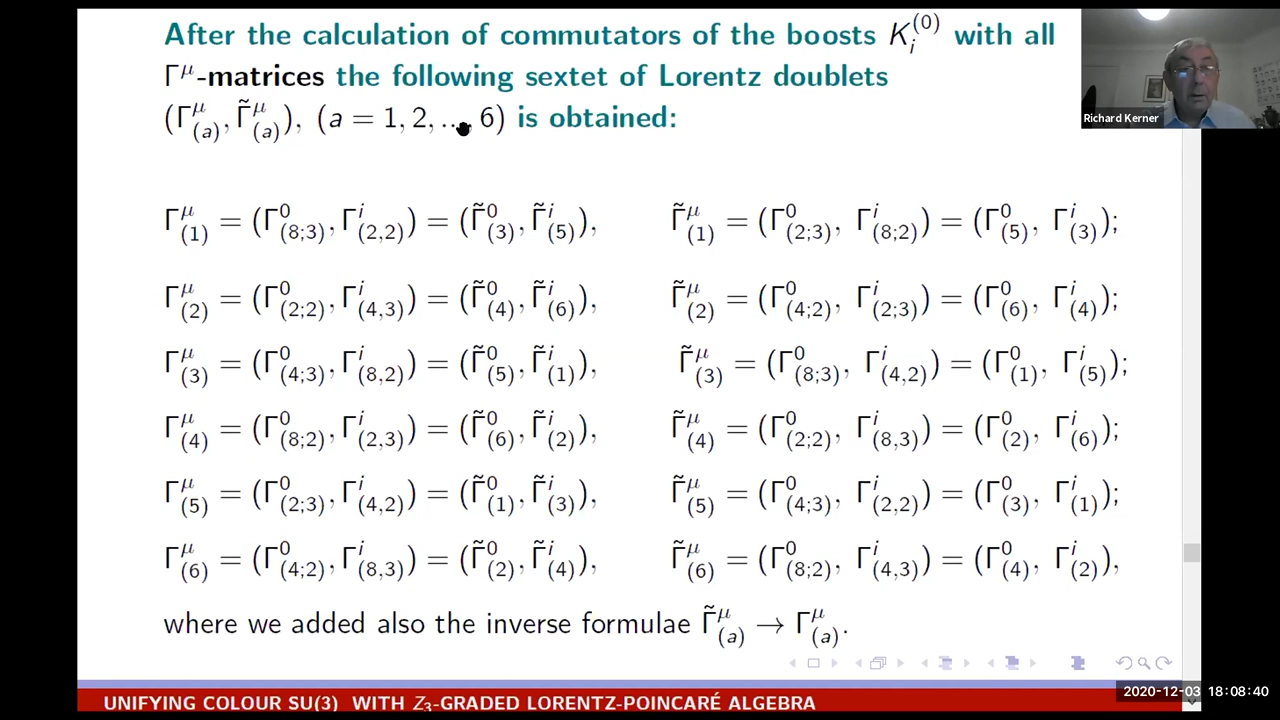 After the calculation of commutators of the boosts K_i^{(0)} with all
Γ^μ-matrices the following sextet of Lorentz doublets
(Γ^μ_{(a)}, Γ̃^μ_{(a)}), (a = 1, 2, ..., 6) is obtained:
Richard Kerner
Γ^μ_{(1)} = (Γ^0_{(8;3)}, Γ^i_{(2,2)}) = (Γ̃^0_{(3)}, Γ̃^i_{(5)}), Γ̃^μ_{(1)} = (Γ^0_{(2;3)}, Γ^i_{(8;2)}) = (Γ^0_{(5)}, Γ^i_{(3)});
Γ^μ_{(2)} = (Γ^0_{(2;2)}, Γ^i_{(4,3)}) = (Γ̃^0_{(4)}, Γ̃^i_{(6)}), Γ̃^μ_{(2)} = (Γ^0_{(4;2)}, Γ^i_{(2;3)}) = (Γ^0_{(6)}, Γ^i_{(4)});
Γ^μ_{(3)} = (Γ^0_{(4;3)}, Γ^i_{(8,2)}) = (Γ̃^0_{(5)}, Γ̃^i_{(1)}), Γ̃^μ_{(3)} = (Γ^0_{(8;3)}, Γ^i_{(4,2)}) = (Γ^0_{(1)}, Γ^i_{(5)});
Γ^μ_{(4)} = (Γ^0_{(8;2)}, Γ^i_{(2,3)}) = (Γ̃^0_{(6)}, Γ̃^i_{(2)}), Γ̃^μ_{(4)} = (Γ^0_{(2;2)}, Γ^i_{(8,3)}) = (Γ^0_{(2)}, Γ^i_{(6)});
Γ^μ_{(5)} = (Γ^0_{(2;3)}, Γ^i_{(4,2)}) = (Γ̃^0_{(1)}, Γ̃^i_{(3)}), Γ̃^μ_{(5)} = (Γ^0_{(4;3)}, Γ^i_{(2,2)}) = (Γ^0_{(3)}, Γ^i_{(1)});
Γ^μ_{(6)} = (Γ^0_{(4;2)}, Γ^i_{(8,3)}) = (Γ̃^0_{(2)}, Γ̃^i_{(4)}), Γ̃^μ_{(6)} = (Γ^0_{(8;2)}, Γ^i_{(4,3)}) = (Γ^0_{(4)}, Γ^i_{(2)}),
where we added also the inverse formulae Γ̃^μ_{(a)} → Γ^μ_{(a)}.
2020-12-03 18:08:40
UNIFYING COLOUR SU(3) WITH Z_3-GRADED LORENTZ-POINCARÉ ALGEBRA